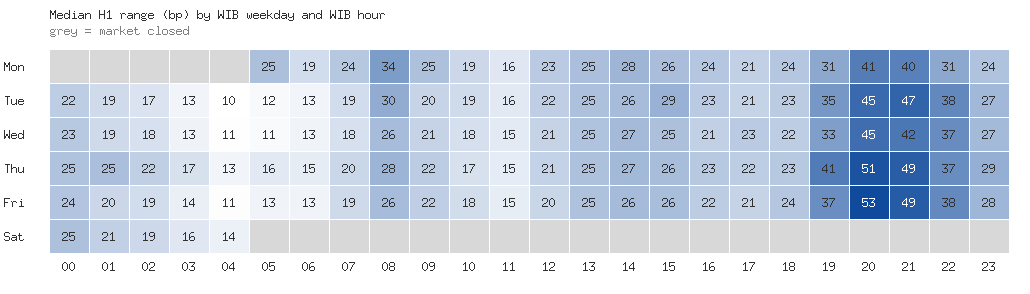 Median H1 range (bp) by WIB weekday and WIB hour
grey = market closed
Mon 25 19 24 34 25 19 16 23 25 28 26 24 21 24 31 41 40 31 24
Tue 22 19 17 13 10 12 13 19 30 20 19 16 22 25 26 29 23 21 23 35 45 47 38 27
Wed 23 19 18 13 11 11 13 18 26 21 18 15 21 25 27 25 21 23 22 33 45 42 37 27
Thu 25 25 22 17 13 16 15 20 28 22 17 15 21 25 27 26 23 22 23 41 51 49 37 29
Fri 24 20 19 14 11 13 13 19 26 22 18 15 20 25 26 26 22 21 24 37 53 49 38 28
Sat 25 21 19 16 14
00 01 02 03 04 05 06 07 08 09 10 11 12 13 14 15 16 17 18 19 20 21 22 23